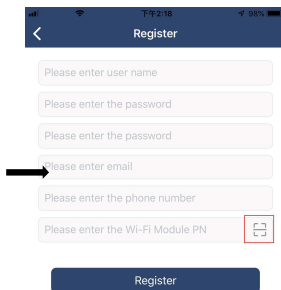 下午2:18
98%
Register
Please enter user name
Please enter the password
Please enter the password
Please enter email
Please enter the phone number
Please enter the Wi-Fi Module PN
Register